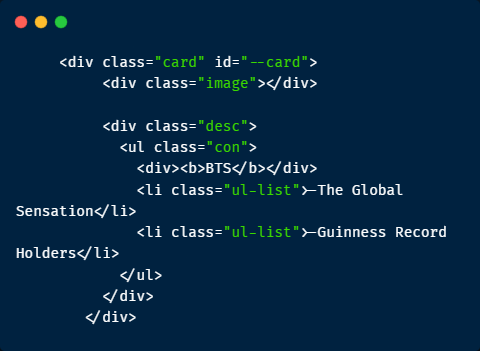 <div class="card" id="--card">
<div class="image"></div>
<div class="desc">
<ul class="con">
<div><b>BTS</b></div>
<li class="ul-list">—The Global
Sensation</li>
<li class="ul-list">—Guinness Record
Holders</li>
</ul>
</div>
</div>